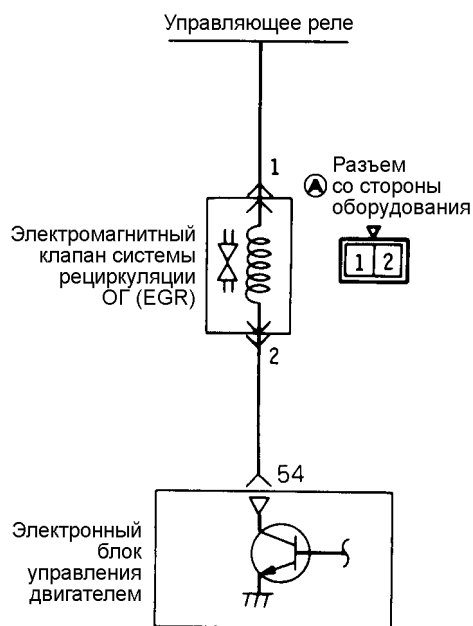 Управляющее реле
1
А
Разъем
со стороны
оборудования
1 2
Электромагнитный
клапан системы
рециркуляции
ОГ (EGR)
2
54
Электронный
блок
управления
двигателем